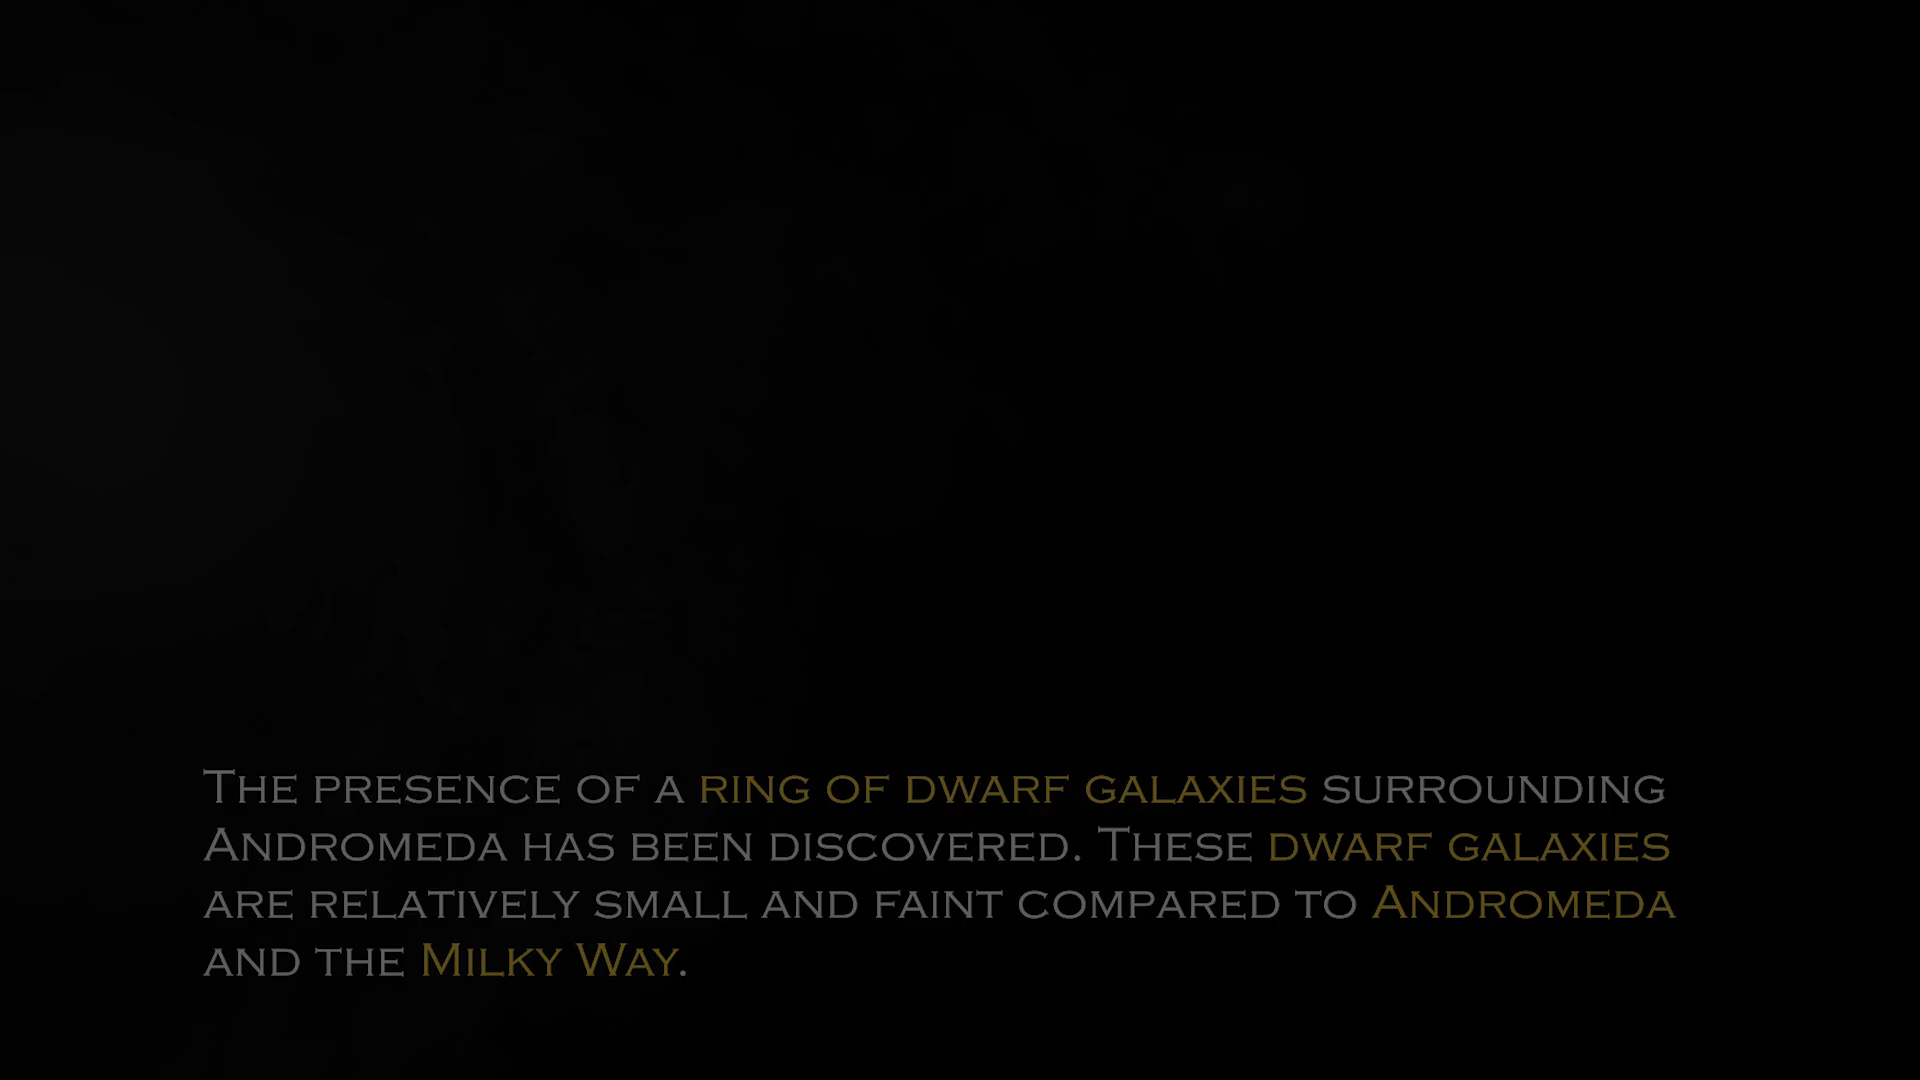 The presence of a ring of dwarf galaxies surrounding
Andromeda has been discovered. These dwarf galaxies
are relatively small and faint compared to Andromeda
and the Milky Way.